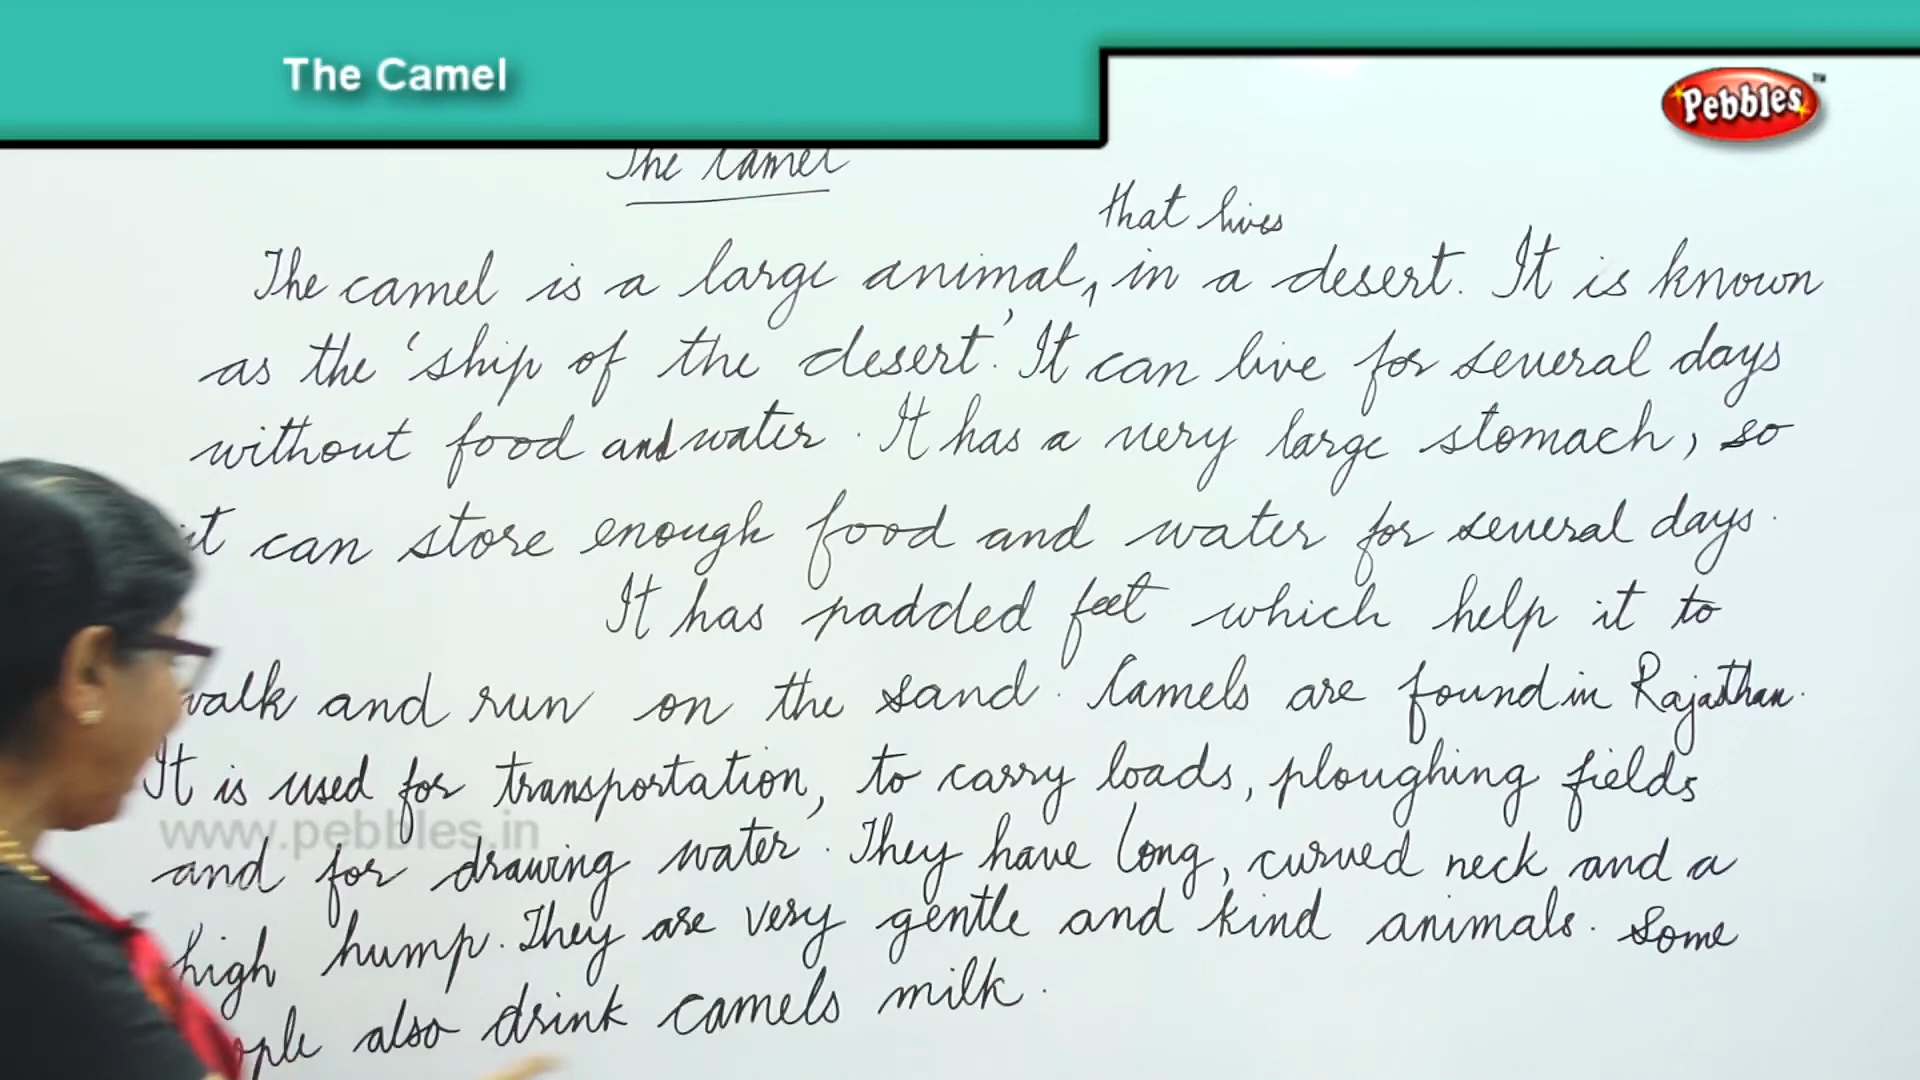 The Camel
Pebbles™
The Camel
that lives
The camel is a large animal, in a desert. It is known
as the 'ship of the desert'. It can live for several days
without food and water. It has a very large stomach, so
it can store enough food and water for several days.
It has padded feet which help it to
walk and run on the sand. Camels are found in Rajasthan.
It is used for transportation, to carry loads, ploughing fields
www.pebbles.in
and for drawing water. They have long, curved neck and a
high hump. They are very gentle and kind animals. Some
ople also drink camels milk.